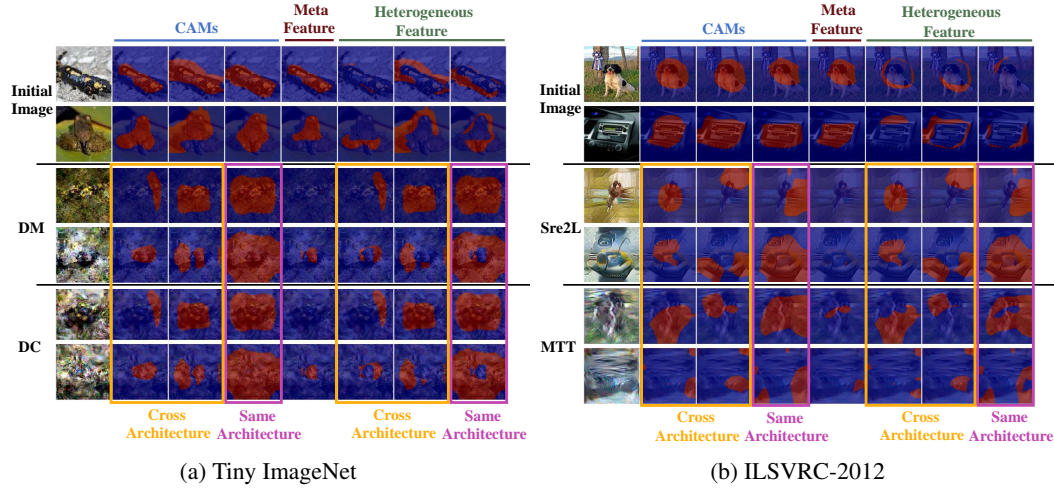 CAMs
Meta
Feature
Heterogeneous
Feature
Initial
Image
DM
DC
Cross
Architecture
Same
Architecture
(a) Tiny ImageNet
CAMs
Meta
Feature
Heterogeneous
Feature
Initial
Image
Sre2L
MTT
Cross
Architecture
Same
Architecture
Cross
Architecture
Same
Architecture
(b) ILSVRC-2012
Cross
Architecture
Same
Architecture